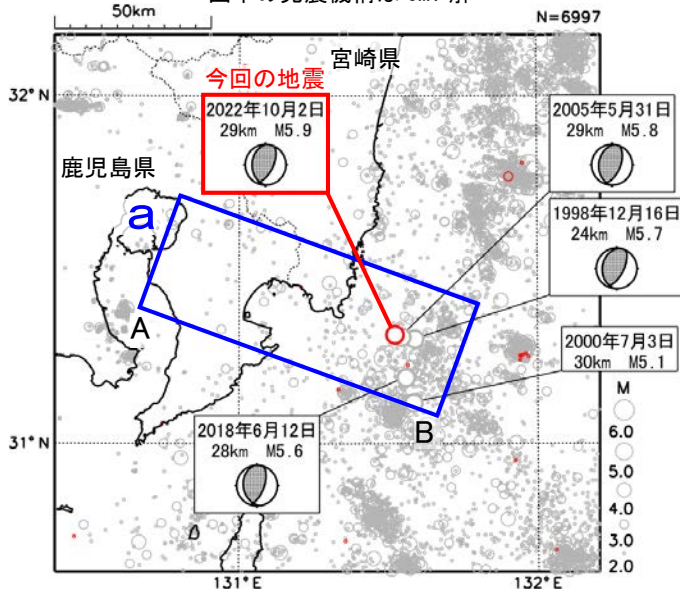 50km
N=6997
32°N
31°N
131°E
132°E
宮崎県
鹿児島県
今回の地震
2022年10月2日
29km M5.9
2005年5月31日
29km M5.8
1998年12月16日
24km M5.7
2000年7月3日
30km M5.1
2018年6月12日
28km M5.6
a
A
B
M
6.0
5.0
4.0
3.0
2.0